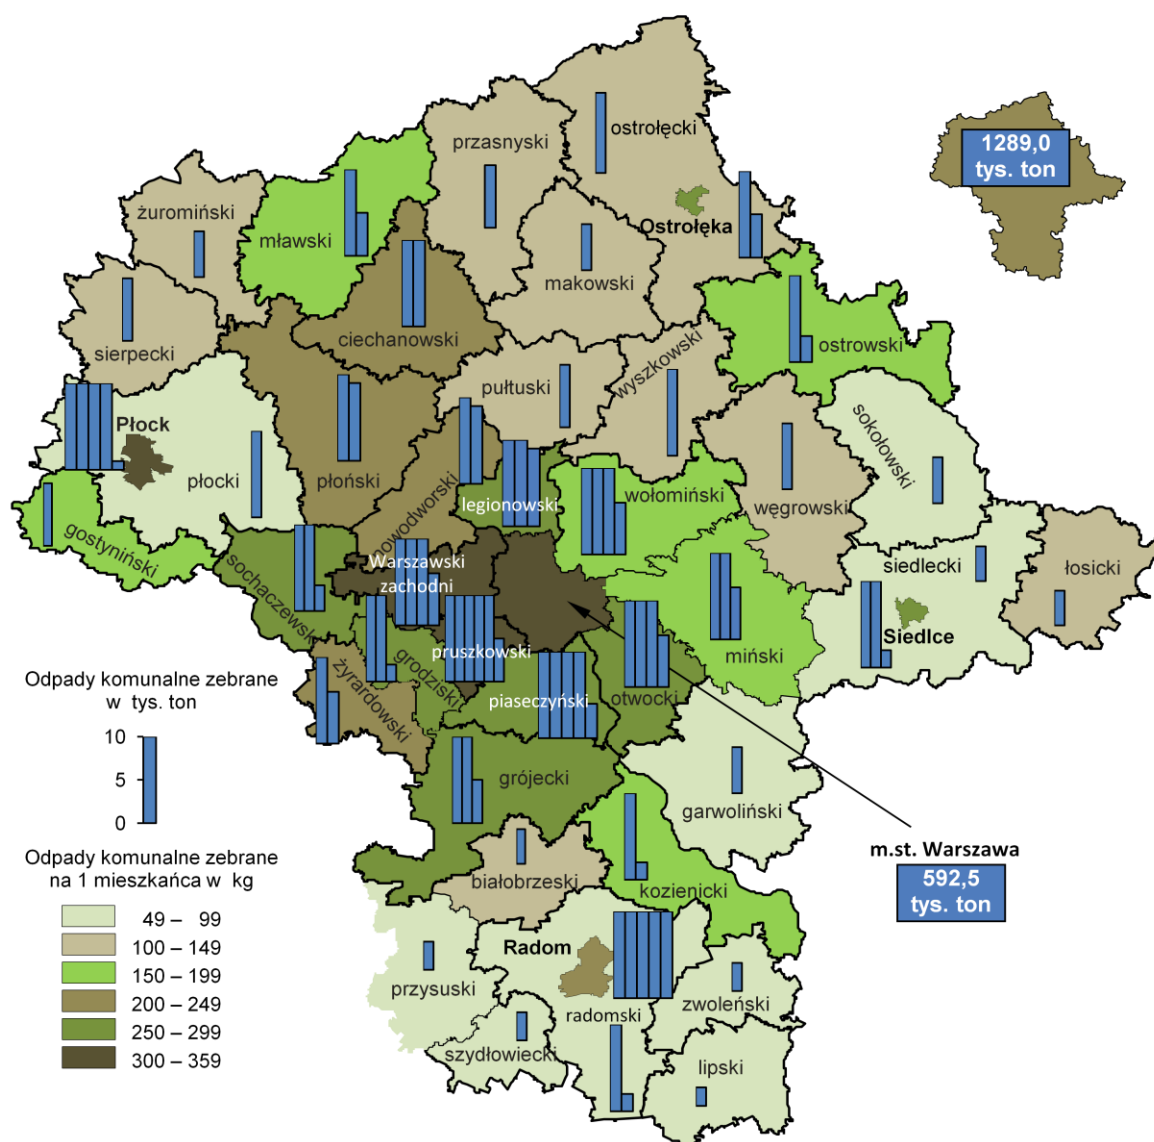 ostrołęcki
przasnyski
1289,0
tys. ton
żuromiński
mławski
Ostrołęka
makowski
sierpecki
ciechanowski
ostrowski
pułtuski
wyszkowski
sokołowski
Płock
płocki
płoński
nowodworski
legionowski
wołomiński
węgrowski
gostyniński
sochaczewski
Warszawski
zachodni
siedlecki
łosicki
Siedlce
pruszkowski
grodziski
miński
żyrardowski
piaseczyński
otwocki
Odpady komunalne zebrane
w tys. ton
10
5
0
grójecki
garwoliński
m.st. Warszawa
592,5
tys. ton
Odpady komunalne zebrane
na 1 mieszkańca w kg
49 – 99
100 – 149
150 – 199
200 – 249
250 – 299
300 – 359
białobrzeski
kozienicki
Radom
przysuski
radomski
zwoleński
szydłowiecki
lipski